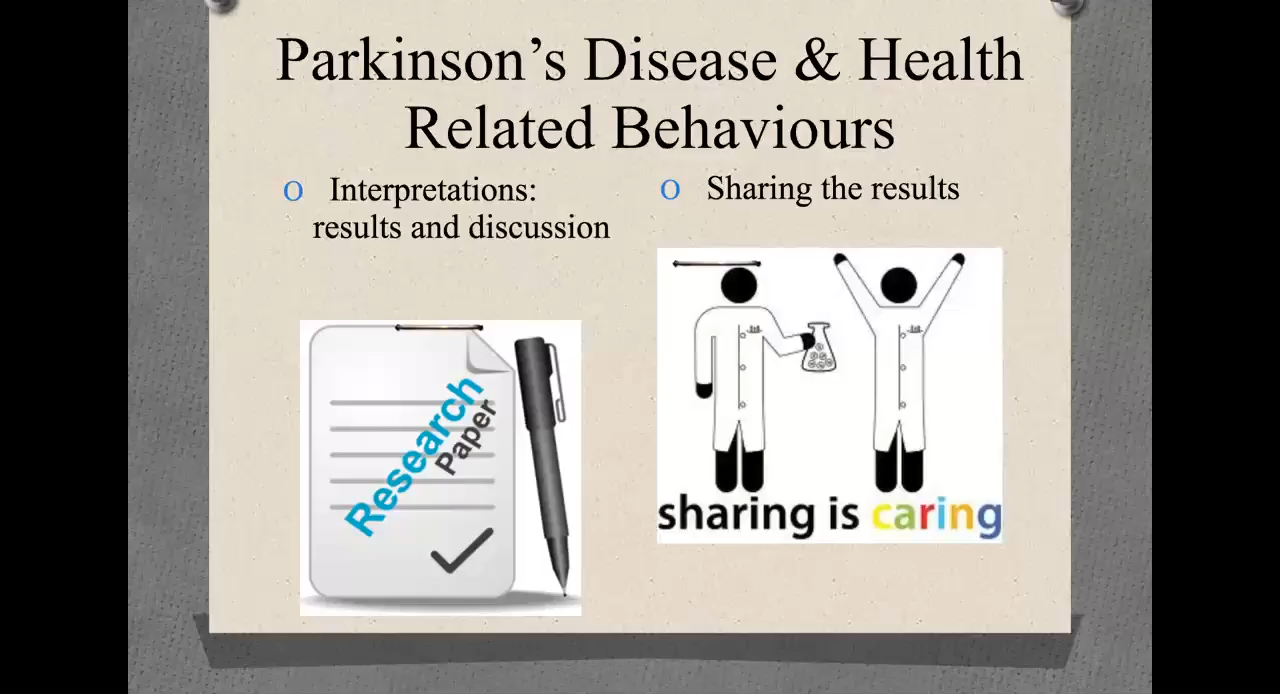 Parkinson’s Disease & Health
Related Behaviours
O Interpretations:
results and discussion
O Sharing the results
Research
Paper
sharing is caring